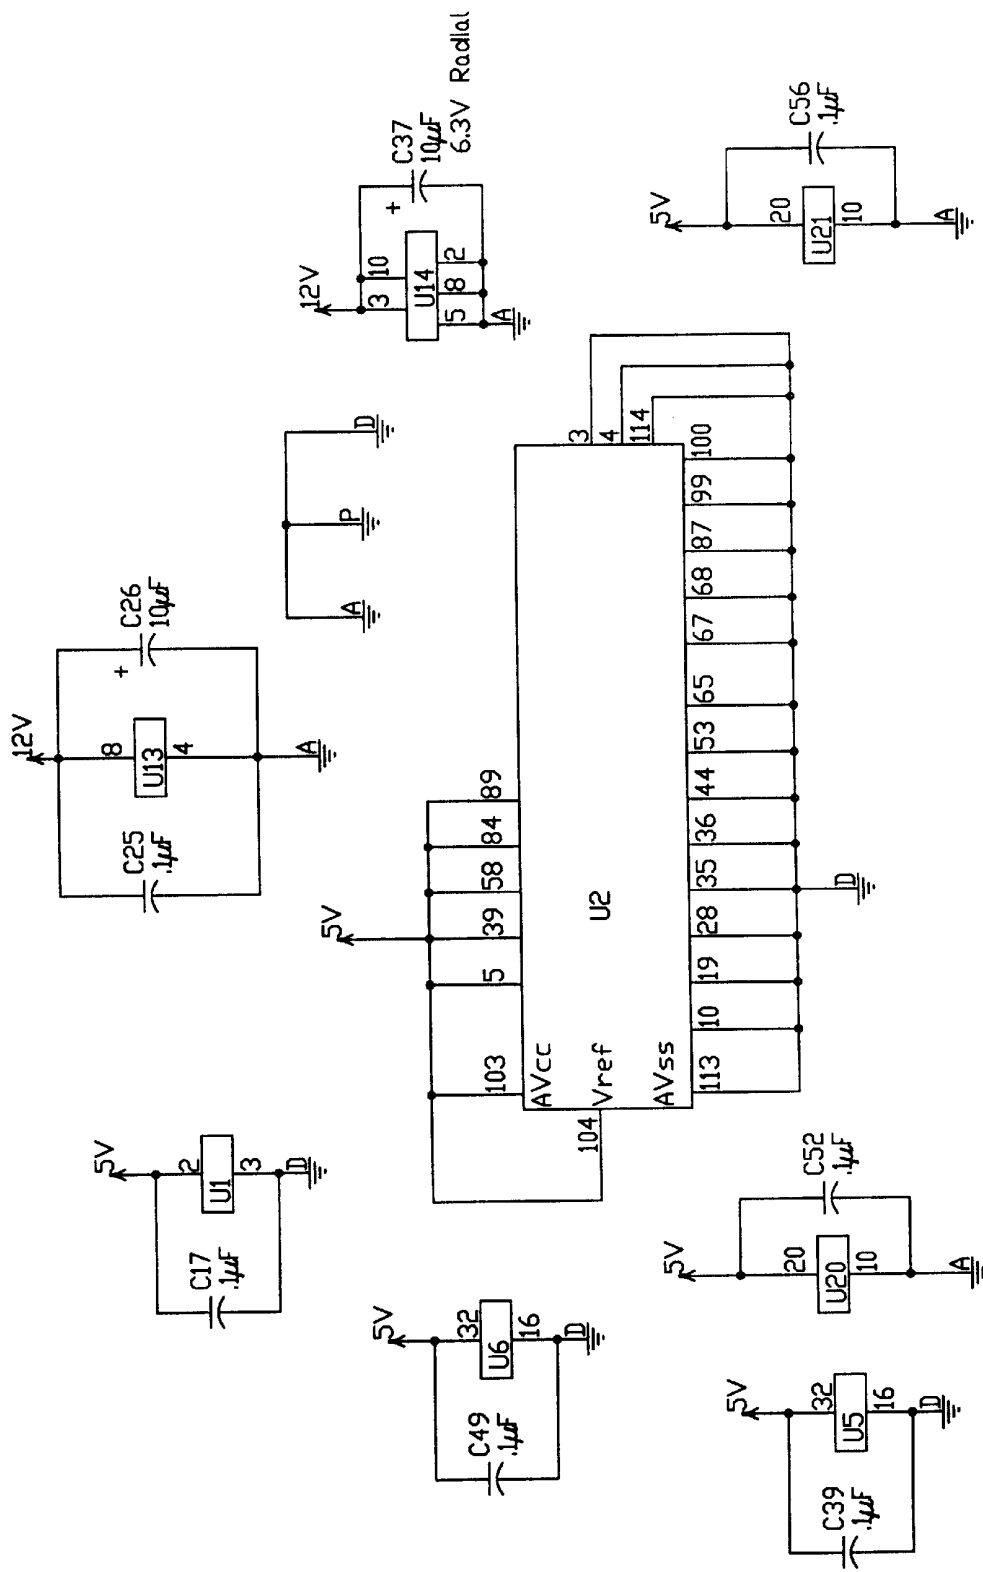 12V
C25
.1µF
8
U13
4
+
C26
10µF
A
12V
3
10
U14
5
8
2
A
+
C37
10µF
6.3V Radial
A
P
D
5V
C17
.1µF
2
U1
3
D
5V
103
5
39
58
84
89
AVcc
Vref
AVss
104
U2
3
4
114
113
10
19
28
35
36
44
53
65
67
68
87
99
100
D
5V
C49
.1µF
32
U6
16
D
5V
20
U21
10
A
C56
.1µF
5V
20
U20
10
A
C52
.1µF
5V
C39
.1µF
32
U5
16
D